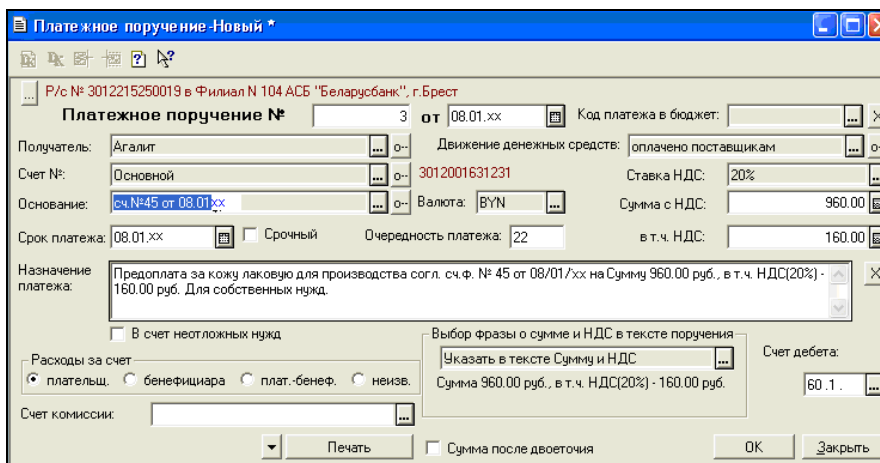 Платежное поручение-Новый *
Р/с № 3012215250019 в Филиал N 104 АСБ "Беларусбанк", г.Брест
Платежное поручение № 3 от 08.01.xx Код платежа в бюджет:
Получатель: Агалит Движение денежных средств: оплачено поставщикам
Счет №: Основной 3012001631231 Ставка НДС: 20%
Основание: сч.№45 от 08.01xx Валюта: BYN Сумма с НДС: 960.00
Срок платежа: 08.01.xx Срочный Очередность платежа: 22 в т.ч. НДС: 160.00
Назначение платежа: Предоплата за кожу лаковую для производства согл. сч.ф. № 45 от 08/01/xx на Сумму 960.00 руб., в т.ч. НДС(20%) -
160.00 руб. Для собственных нужд.
В счет неотложных нужд
Выбор фразы о сумме и НДС в тексте поручения
Расходы за счет
Указать в тексте Сумму и НДС
Счет дебета:
плательщ. бенефициара плат.-бенеф. неизв.
Сумма 960.00 руб., в т.ч. НДС(20%) - 160.00 руб.
60.1.
Счет комиссии:
Печать Сумма после двоеточия OK Закрыть